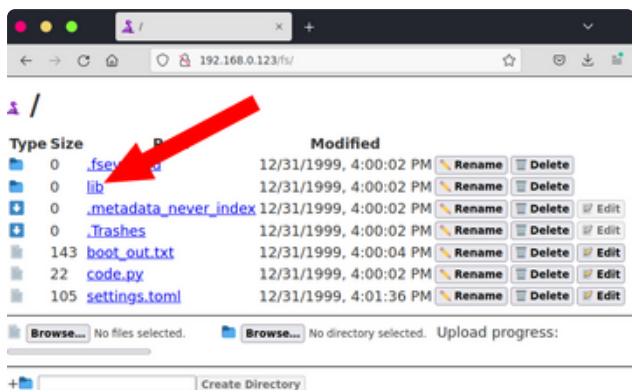 /
192.168.0.123/fs/
/
Type Size Modified
0 12/31/1999, 4:00:02 PM Rename Delete
0 lib 12/31/1999, 4:00:02 PM Rename Delete
0 .metadata_never_index 12/31/1999, 4:00:02 PM Rename Delete Edit
0 .Trashes 12/31/1999, 4:00:02 PM Rename Delete Edit
143 boot_out.txt 12/31/1999, 4:00:04 PM Rename Delete Edit
22 code.py 12/31/1999, 4:00:02 PM Rename Delete Edit
105 settings.toml 12/31/1999, 4:01:36 PM Rename Delete Edit
Browse... No files selected. Browse... No directory selected. Upload progress:
+ Create Directory